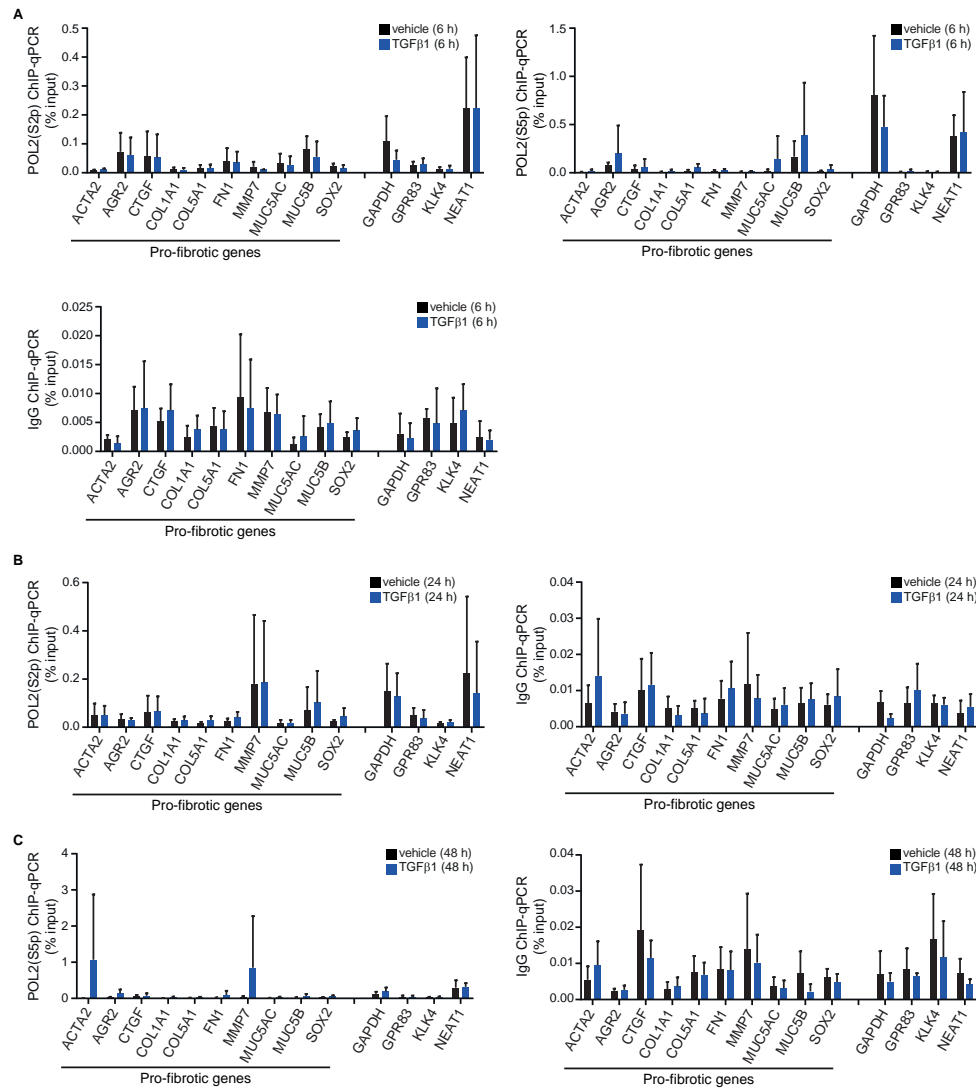 A
POL2(S2p) ChIP-qPCR
(% input)
0.5
0.4
0.3
0.2
0.1
0.0
vehicle (6 h)
TGFβ1 (6 h)
ACTA2
AGR2
CTGF
COL1A1
COL5A1
FN1
MMP7
MUC5AC
MUC5B
SOX2
GAPDH
GPR83
KLK4
NEAT1
Pro-fibrotic genes
POL2(S5p) ChIP-qPCR
(% input)
1.5
1.0
0.5
0.0
vehicle (6 h)
TGFβ1 (6 h)
ACTA2
AGR2
CTGF
COL1A1
COL5A1
FN1
MMP7
MUC5AC
MUC5B
SOX2
GAPDH
GPR83
KLK4
NEAT1
Pro-fibrotic genes
IgG ChIP-qPCR
(% input)
0.025
0.020
0.015
0.010
0.005
0.000
vehicle (6 h)
TGFβ1 (6 h)
ACTA2
AGR2
CTGF
COL1A1
COL5A1
FN1
MMP7
MUC5AC
MUC5B
SOX2
GAPDH
GPR83
KLK4
NEAT1
Pro-fibrotic genes
B
POL2(S2p) ChIP-qPCR
(% input)
0.6
0.4
0.2
0.0
vehicle (24 h)
TGFβ1 (24 h)
ACTA2
AGR2
CTGF
COL1A1
COL5A1
FN1
MMP7
MUC5AC
MUC5B
SOX2
GAPDH
GPR83
KLK4
NEAT1
Pro-fibrotic genes
IgG ChIP-qPCR
(% input)
0.04
0.03
0.02
0.01
0.00
vehicle (24 h)
TGFβ1 (24 h)
ACTA2
AGR2
CTGF
COL1A1
COL5A1
FN1
MMP7
MUC5AC
MUC5B
SOX2
GAPDH
GPR83
KLK4
NEAT1
Pro-fibrotic genes
C
POL2(S5p) ChIP-qPCR
(% input)
4
3
2
1
0
vehicle (48 h)
TGFβ1 (48 h)
ACTA2
AGR2
CTGF
COL1A1
COL5A1
FN1
MMP7
MUC5AC
MUC5B
SOX2
GAPDH
GPR83
KLK4
NEAT1
Pro-fibrotic genes
IgG ChIP-qPCR
(% input)
0.04
0.03
0.02
0.01
0.00
vehicle (48 h)
TGFβ1 (48 h)
ACTA2
AGR2
CTGF
COL1A1
COL5A1
FN1
MMP7
MUC5AC
MUC5B
SOX2
GAPDH
GPR83
KLK4
NEAT1
Pro-fibrotic genes